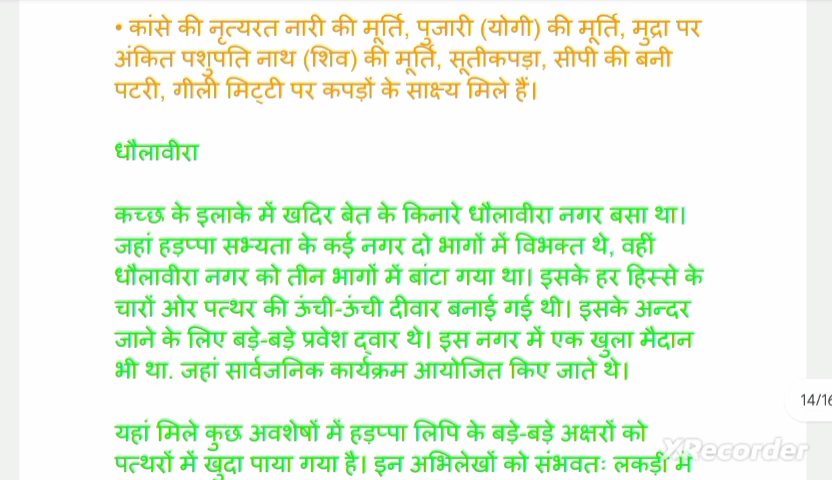 • कांसे की नृत्यरत नारी की मूर्ति, पुजारी (योगी) की मूर्ति, मुद्रा पर
अंकित पशुपति नाथ (शिव) की मूर्ति, सूतीकपड़ा, सीपी की बनी
पटरी, गीली मिट्टी पर कपड़ों के साक्ष्य मिले हैं।
धौलावीरा
कच्छ के इलाके में खदिर बेत के किनारे धौलावीरा नगर बसा था।
जहां हड़प्पा सभ्यता के कई नगर दो भागों में विभक्त थे, वहीं
धौलावीरा नगर को तीन भागों में बांटा गया था। इसके हर हिस्से के
चारों ओर पत्थर की ऊंची-ऊंची दीवार बनाई गई थी। इसके अन्दर
जाने के लिए बड़े-बड़े प्रवेश द्वार थे। इस नगर में एक खुला मैदान
भी था. जहां सार्वजनिक कार्यक्रम आयोजित किए जाते थे।
14/16
यहां मिले कुछ अवशेषों में हड़प्पा लिपि के बड़े-बड़े अक्षरों को
पत्थरों में खुदा पाया गया है। इन अभिलेखों को संभवतः लकड़ी में
XRecorder